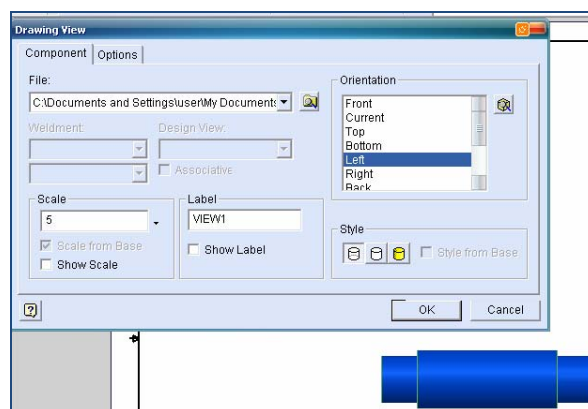 Drawing View
Component
Options
File:
C:\Documents and Settings\user\My Documents
Weldment:
Design View:
Associative
Scale
5
Scale from Base
Show Scale
Label
VIEW1
Show Label
Orientation
Front
Current
Top
Bottom
Left
Right
Back
Style
Style from Base
?
OK
Cancel